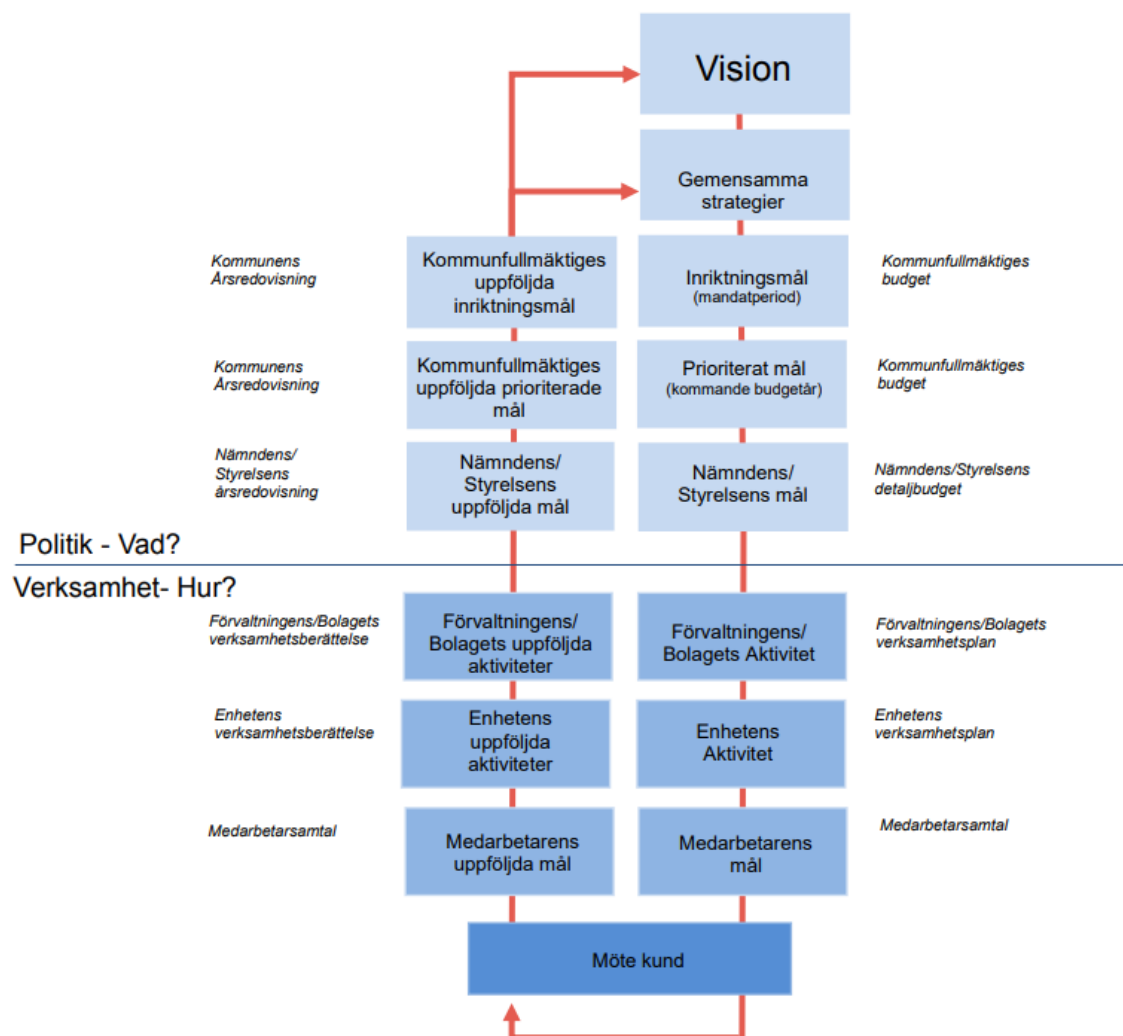 Vision
Gemensamma
strategier
Kommunens
Årsredovisning
Kommunfullmäktiges
uppföljda
inriktningsmål
Inriktningsmål
(mandatperiod)
Kommunfullmäktiges
budget
Kommunens
Årsredovisning
Kommunfullmäktiges
uppföljda prioriterade
mål
Prioriterat mål
(kommande budgetår)
Kommunfullmäktiges
budget
Nämndens/
Styrelsens
årsredovisning
Nämndens/
Styrelsens
uppföljda mål
Nämndens/
Styrelsens mål
Nämndens/Styrelsens
detaljbudget
Politik - Vad?
Verksamhet- Hur?
Förvaltningens/Bolagets
verksamhetsberättelse
Förvaltningens/
Bolagets uppföljda
aktiviteter
Förvaltningens/
Bolagets Aktivitet
Förvaltningens/Bolagets
verksamhetsplan
Enhetens
verksamhetsberättelse
Enhetens
uppföljda
aktiviteter
Enhetens
Aktivitet
Enhetens
verksamhetsplan
Medarbetarsamtal
Medarbetarens
uppföljda mål
Medarbetarens
mål
Medarbetarsamtal
Möte kund